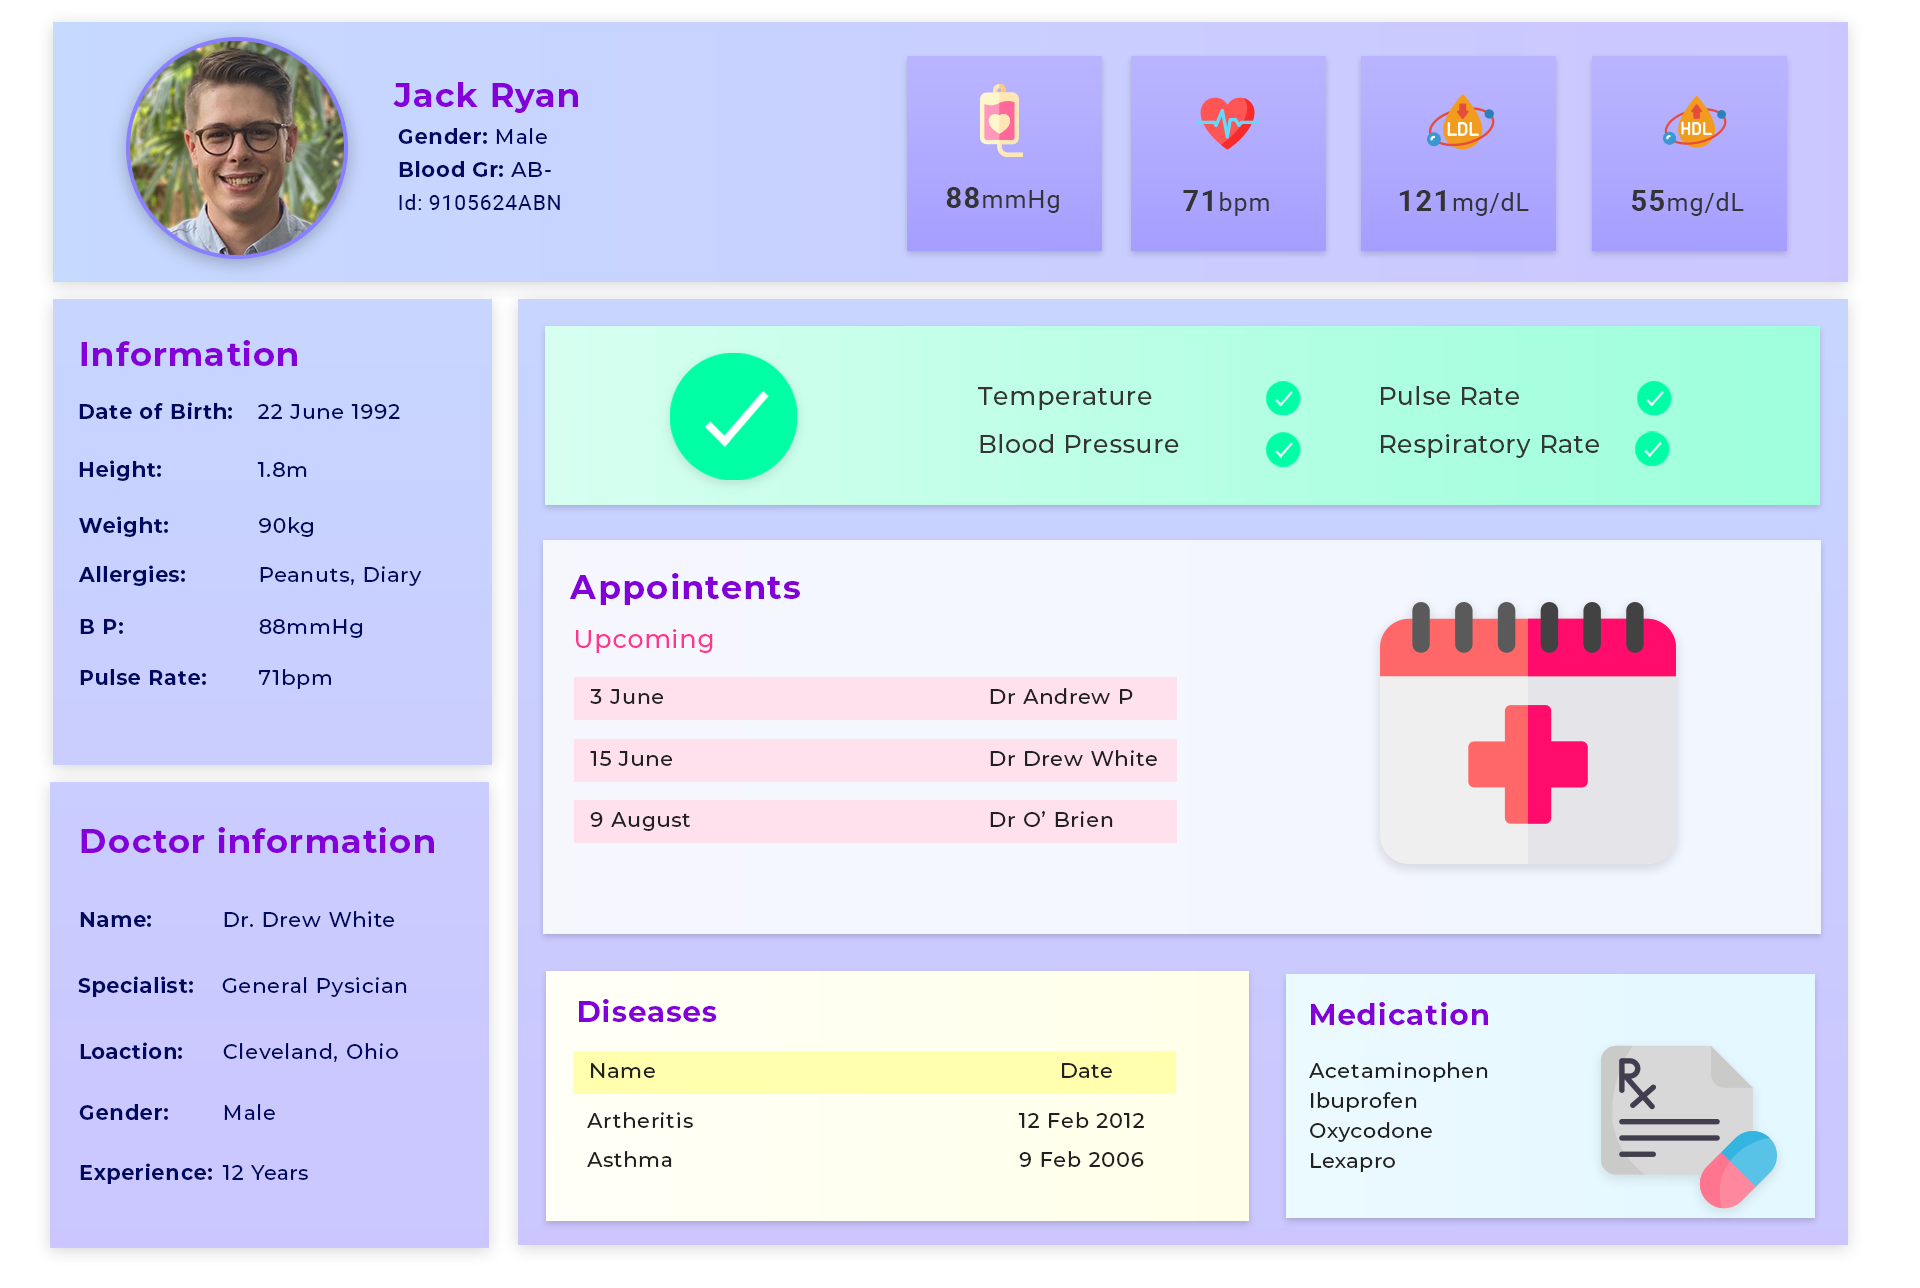 Jack Ryan
Gender: Male
Blood Gr: AB-
Id: 9105624ABN
88mmHg
71bpm
LDL
121mg/dL
HDL
55mg/dL
Information
Date of Birth: 22 June 1992
Height: 1.8m
Weight: 90kg
Allergies: Peanuts, Diary
B P: 88mmHg
Pulse Rate: 71bpm
Doctor information
Name: Dr. Drew White
Specialist: General Pysician
Loaction: Cleveland, Ohio
Gender: Male
Experience: 12 Years
Temperature
Pulse Rate
Blood Pressure
Respiratory Rate
Appointents
Upcoming
3 June Dr Andrew P
15 June Dr Drew White
9 August Dr O’ Brien
Diseases
Name Date
Artheritis 12 Feb 2012
Asthma 9 Feb 2006
Medication
Acetaminophen
Ibuprofen
Oxycodone
Lexapro
Rx